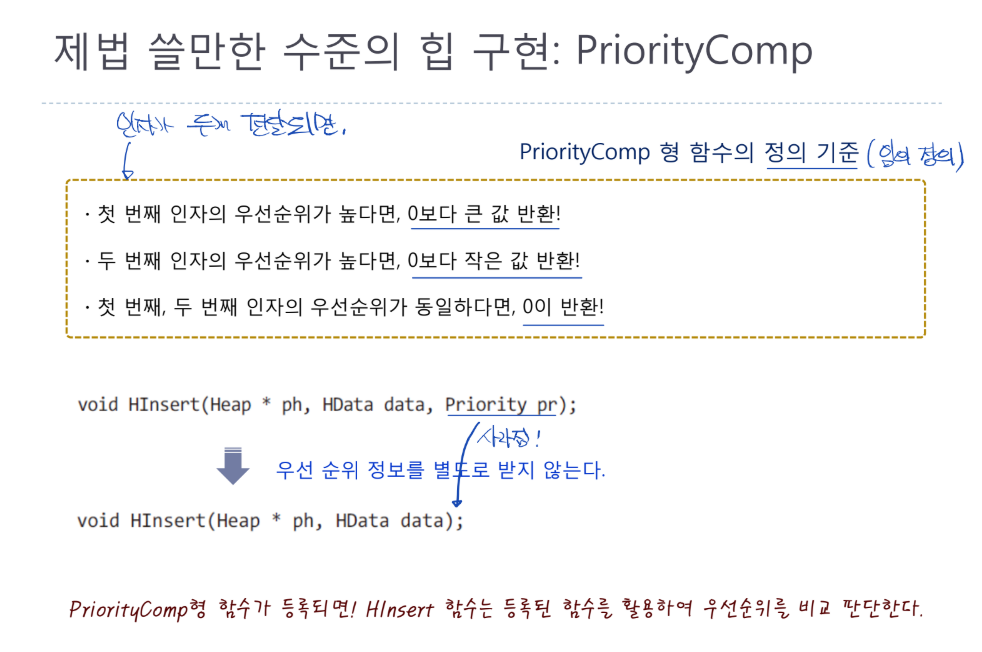 제법 쓸만한 수준의 힙 구현: PriorityComp
인자가 두개 전달되면,
PriorityComp 형 함수의 정의 기준 (임의 정의)
· 첫 번째 인자의 우선순위가 높다면, 0보다 큰 값 반환!
· 두 번째 인자의 우선순위가 높다면, 0보다 작은 값 반환!
· 첫 번째, 두 번째 인자의 우선순위가 동일하다면, 0이 반환!
void HInsert(Heap * ph, HData data, Priority pr);
사라짐!
우선 순위 정보를 별도로 받지 않는다.
void HInsert(Heap * ph, HData data);
PriorityComp형 함수가 등록되면! HInsert 함수는 등록된 함수를 활용하여 우선순위를 비교 판단한다.